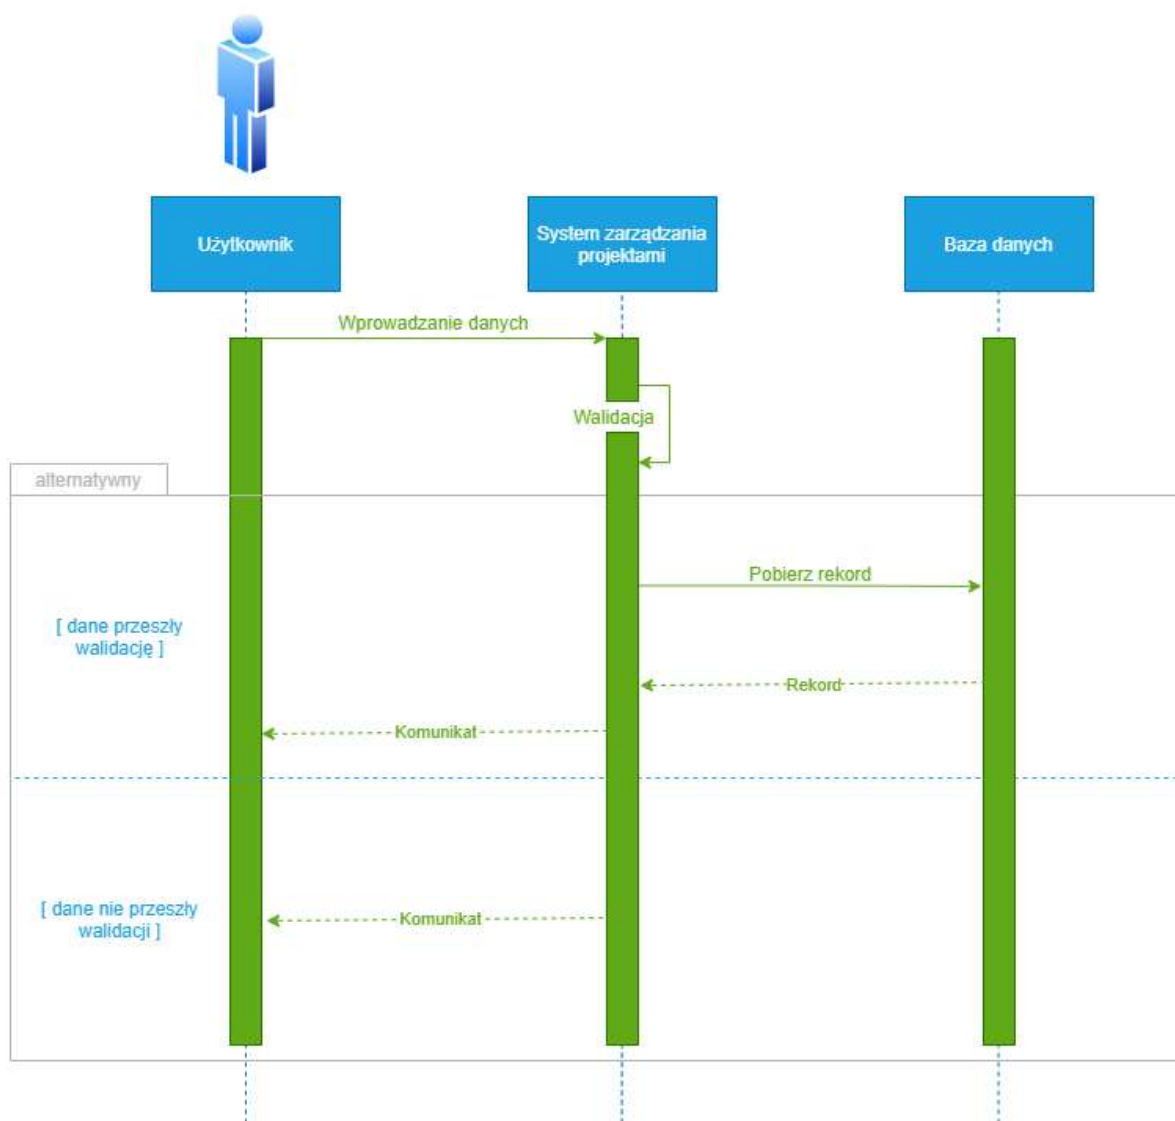 Użytkownik
System zarządzania
projektami
Baza danych
Wprowadzanie danych
Walidacja
alternatywny
Pobierz rekord
[ dane przeszły
walidację ]
Rekord
Komunikat
[ dane nie przeszły
walidacji ]
Komunikat